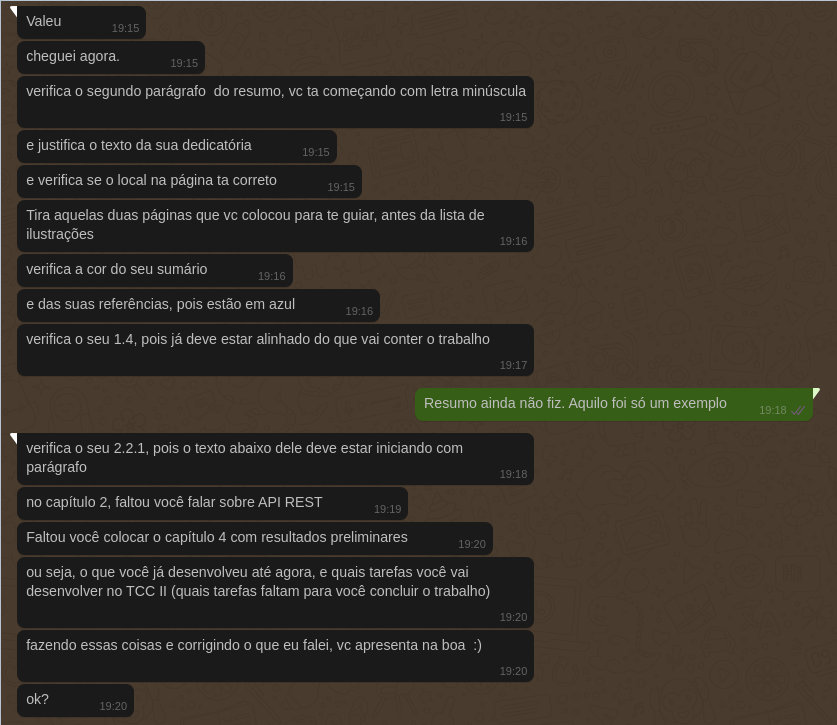 Valeu
19:15
cheguei agora.
19:15
verifica o segundo parágrafo  do resumo, vc ta começando com letra minúscula
19:15
e justifica o texto da sua dedicatória
19:15
e verifica se o local na página ta correto
19:15
Tira aquelas duas páginas que vc colocou para te guiar, antes da lista de
ilustrações
19:16
verifica a cor do seu sumário
19:16
e das suas referências, pois estão em azul
19:16
verifica o seu 1.4, pois já deve estar alinhado do que vai conter o trabalho
19:17
Resumo ainda não fiz. Aquilo foi só um exemplo
19:18
verifica o seu 2.2.1, pois o texto abaixo dele deve estar iniciando com
parágrafo
19:18
no capítulo 2, faltou você falar sobre API REST
19:19
Faltou você colocar o capítulo 4 com resultados preliminares
19:20
ou seja, o que você já desenvolveu até agora, e quais tarefas você vai
desenvolver no TCC II (quais tarefas faltam para você concluir o trabalho)
19:20
fazendo essas coisas e corrigindo o que eu falei, vc apresenta na boa  :)
19:20
ok?
19:20